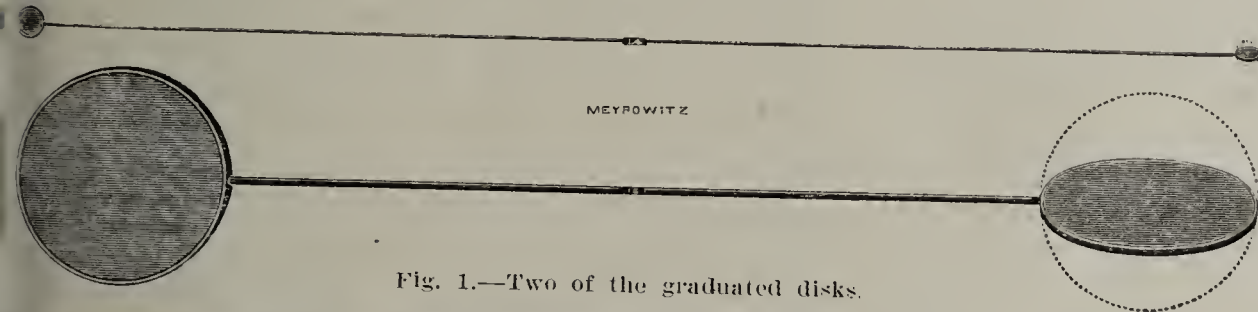 MEYROWITZ
Fig. 1.—Two of the graduated disks.